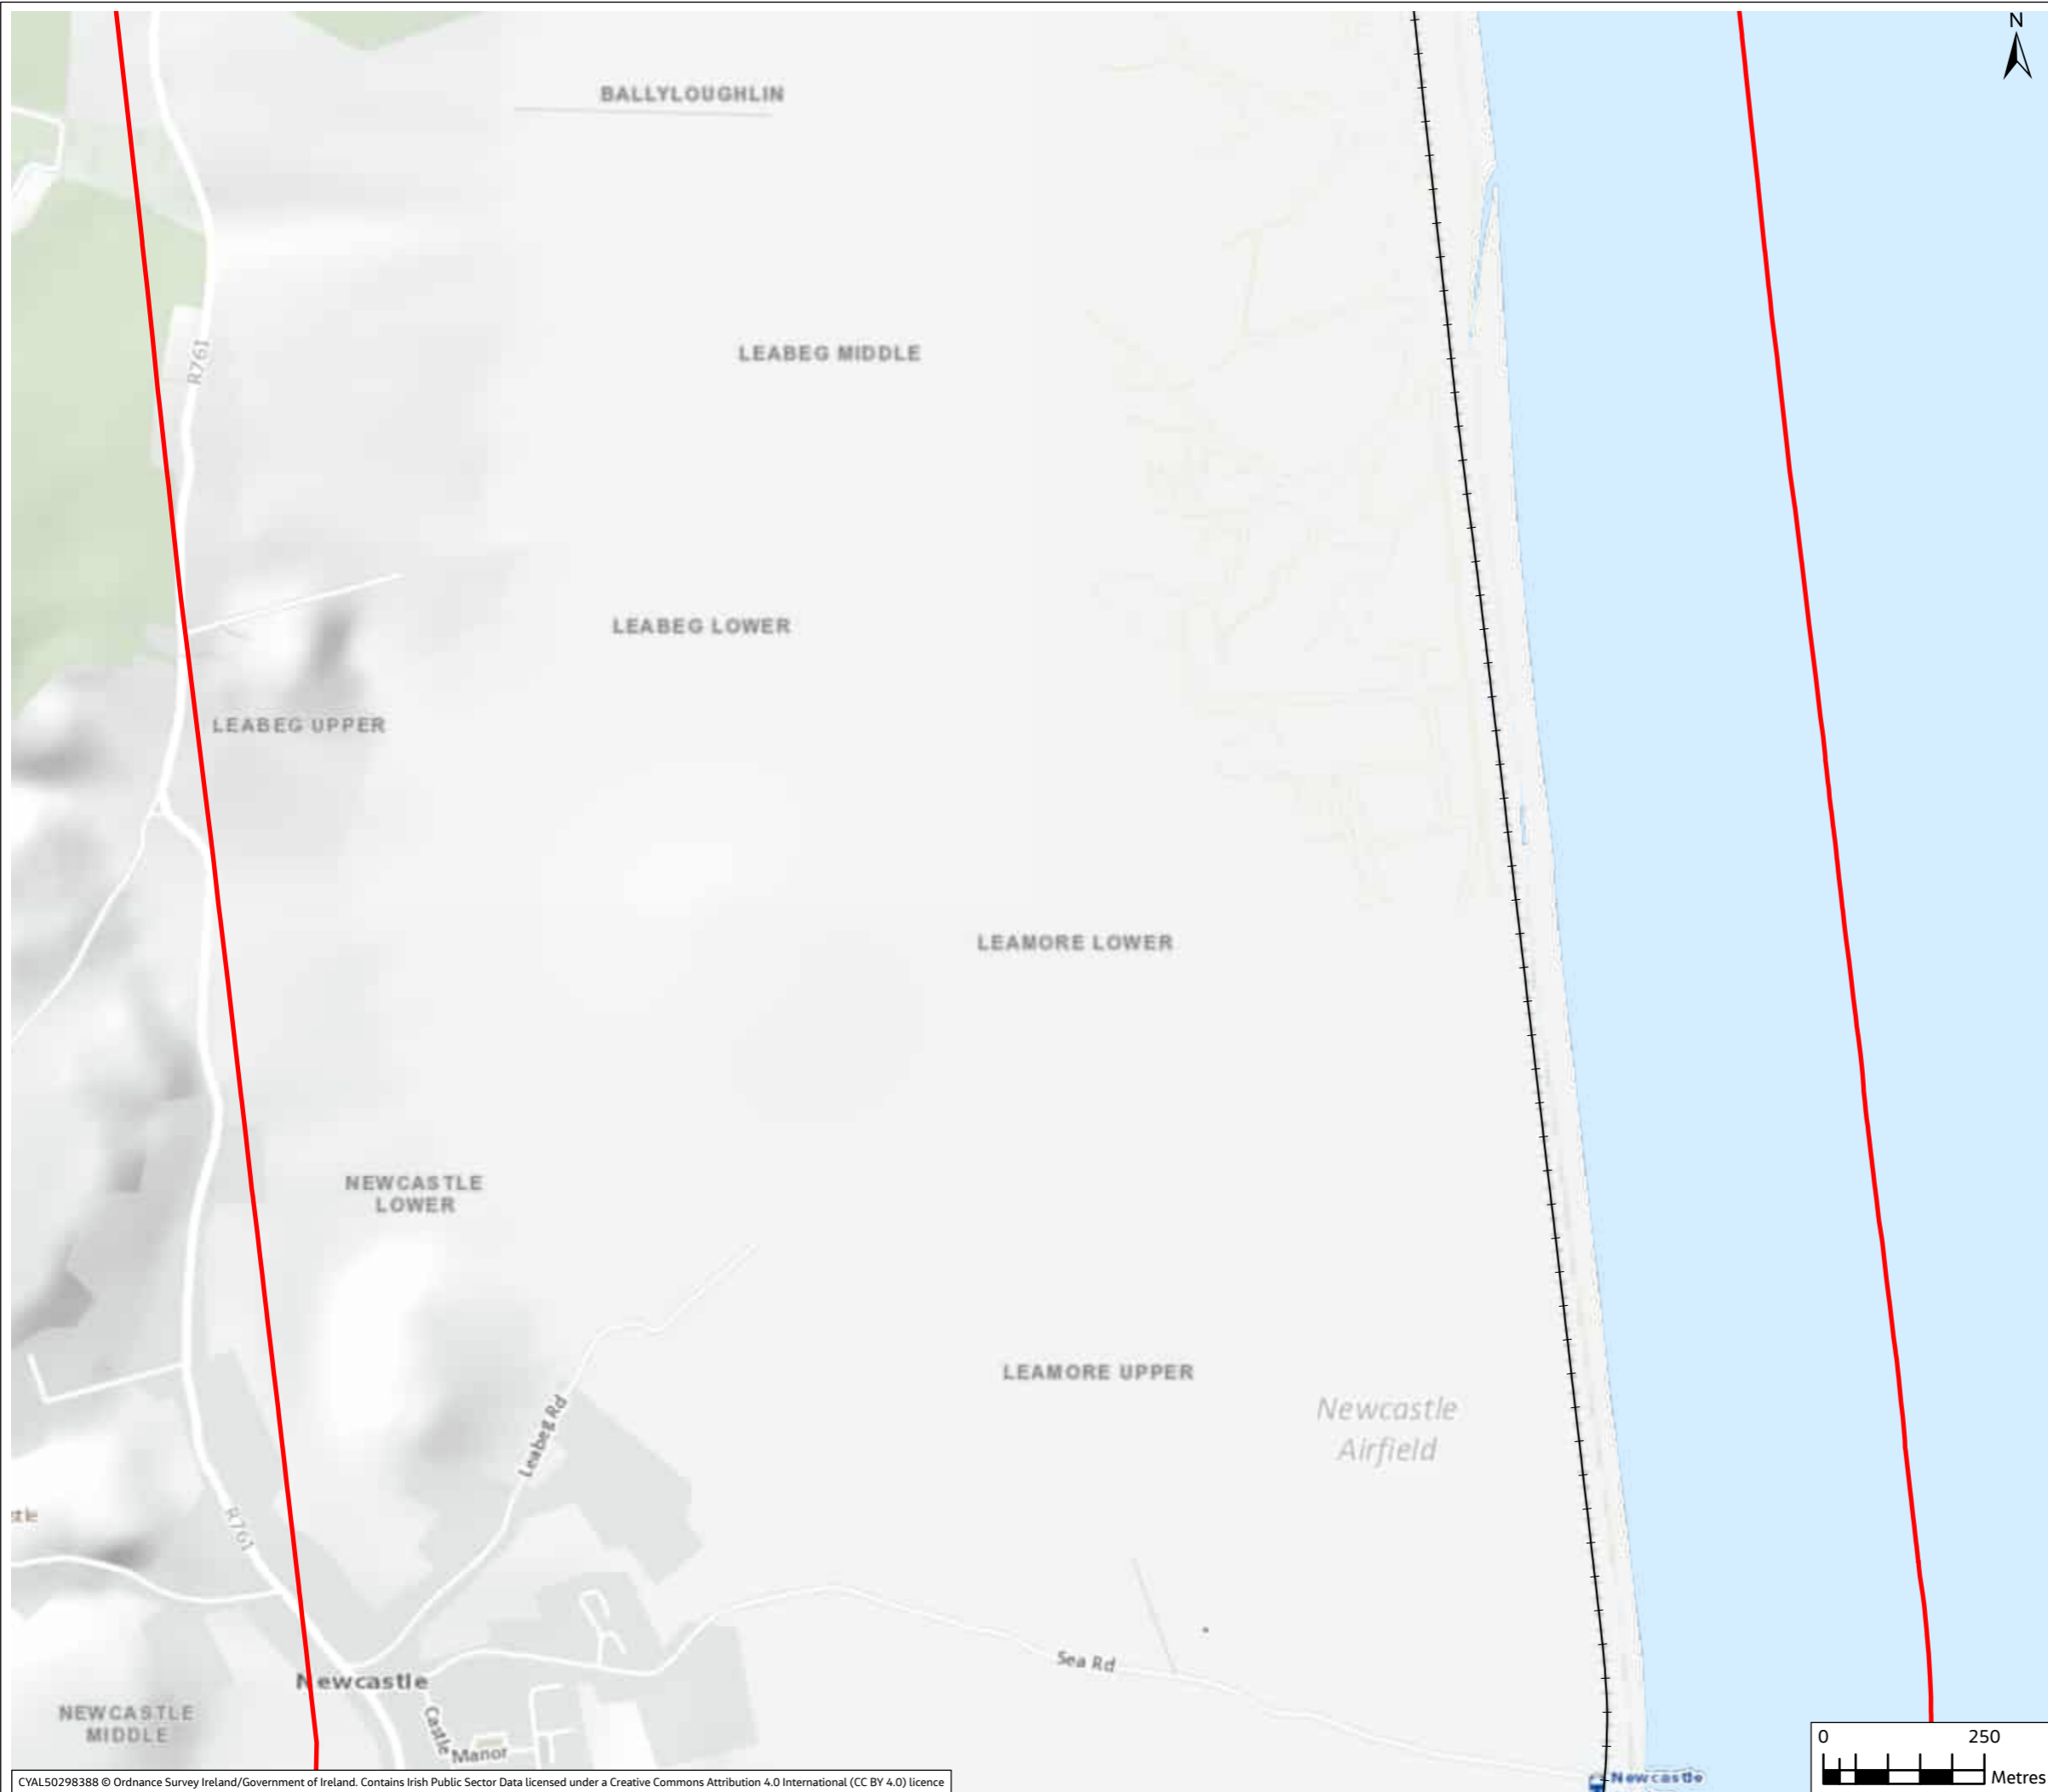 N
BALLYLOUGHLIN
R761
LEABEG MIDDLE
LEABEG LOWER
LEABEG UPPER
LEAMORE LOWER
NEWCASTLE
LOWER
LEAMORE UPPER
Newcastle
Airfield
Leabeg Rd
R761
Sea Rd
Newcastle
NEWCASTLE
MIDDLE
Castle
Manor
0 250
Metres
Newcastle
CYAL50298388 © Ordnance Survey Ireland/Government of Ireland. Contains Irish Public Sector Data licensed under a Creative Commons Attribution 4.0 International (CC BY 4.0) licence